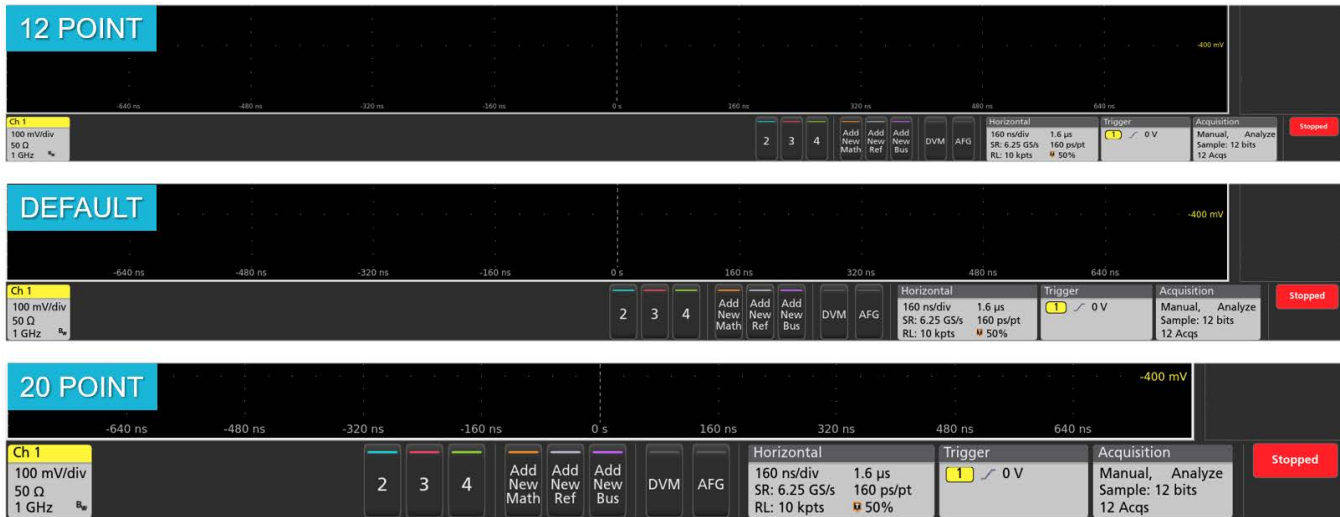 12 POINT
-400 mV
-640 ns -480 ns -320 ns -160 ns 0 s 160 ns 320 ns 480 ns 640 ns
Ch 1
100 mV/div
50 Ω
1 GHz Bw
2 3 4
Add New Math
Add New Ref
Add New Bus
DVM AFG
Horizontal
160 ns/div 1.6 µs
SR: 6.25 GS/s 160 ps/pt
RL: 10 kpts 50%
Trigger
1 0 V
Acquisition
Manual, Analyze
Sample: 12 bits
12 Acqs
Stopped
DEFAULT
-400 mV
-640 ns -480 ns -320 ns -160 ns 0 s 160 ns 320 ns 480 ns 640 ns
Ch 1
100 mV/div
50 Ω
1 GHz Bw
2 3 4
Add New Math
Add New Ref
Add New Bus
DVM AFG
Horizontal
160 ns/div 1.6 µs
SR: 6.25 GS/s 160 ps/pt
RL: 10 kpts 50%
Trigger
1 0 V
Acquisition
Manual, Analyze
Sample: 12 bits
12 Acqs
Stopped
20 POINT
-400 mV
-640 ns -480 ns -320 ns -160 ns 0 s 160 ns 320 ns 480 ns 640 ns
Ch 1
100 mV/div
50 Ω
1 GHz Bw
2 3 4
Add New Math
Add New Ref
Add New Bus
DVM AFG
Horizontal
160 ns/div 1.6 µs
SR: 6.25 GS/s 160 ps/pt
RL: 10 kpts 50%
Trigger
1 0 V
Acquisition
Manual, Analyze
Sample: 12 bits
12 Acqs
Stopped